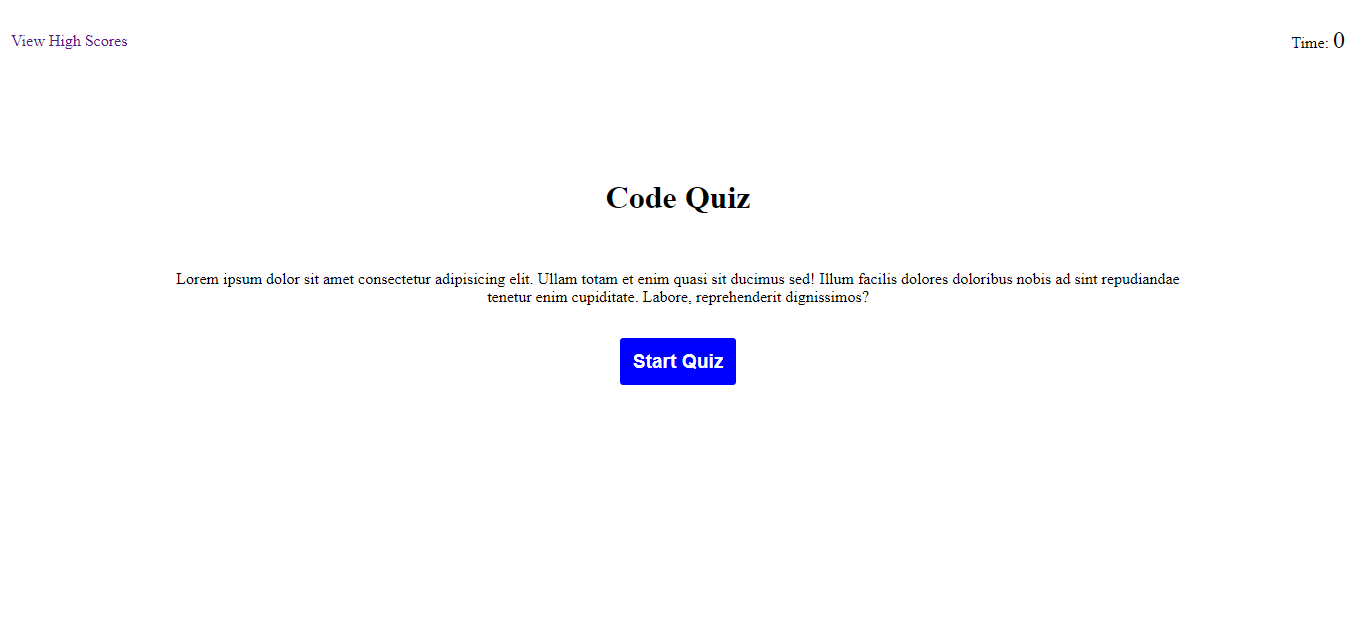 View High Scores
Time: 0
Code Quiz
Lorem ipsum dolor sit amet consectetur adipisicing elit. Ullam totam et enim quasi sit ducimus sed! Illum facilis dolores doloribus nobis ad sint repudiandae
tenetur enim cupiditate. Labore, reprehenderit dignissimos?
Start Quiz